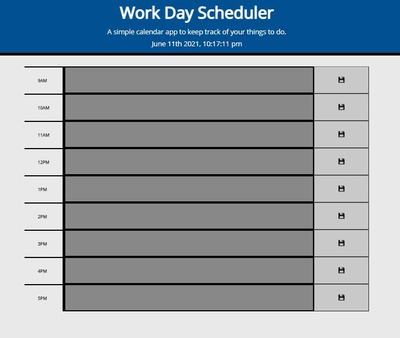 Work Day Scheduler
A simple calendar app to keep track of your things to do.
June 11th 2021, 10:17:11 pm
9AM
10AM
11AM
12PM
1PM
2PM
3PM
4PM
5PM